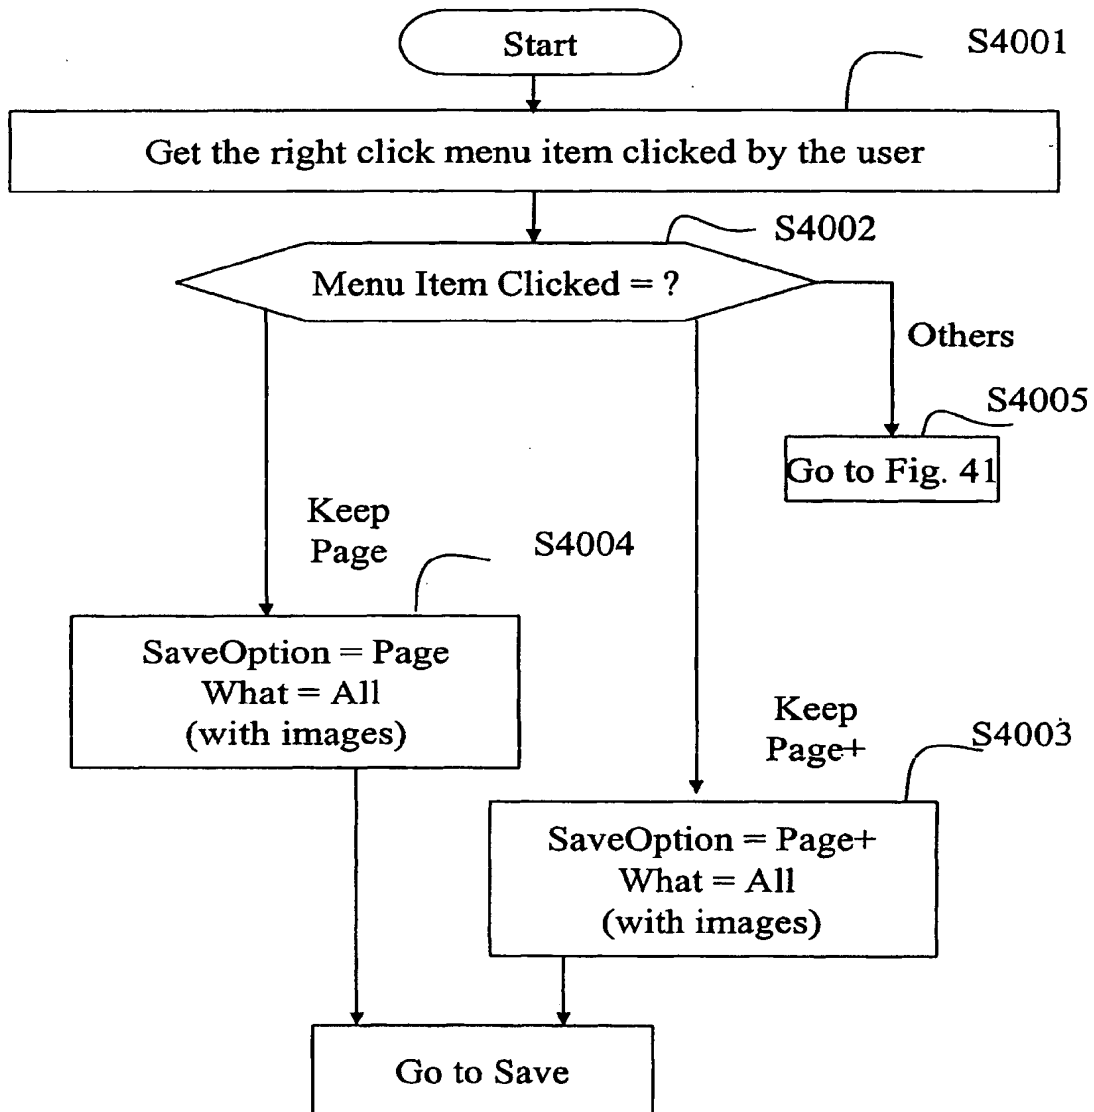 Start
S4001
Get the right click menu item clicked by the user
S4002
Menu Item Clicked = ?
Others
S4005
Go to Fig. 41
Keep
Page
S4004
SaveOption = Page
What = All
(with images)
Keep
Page+
S4003
SaveOption = Page+
What = All
(with images)
Go to Save